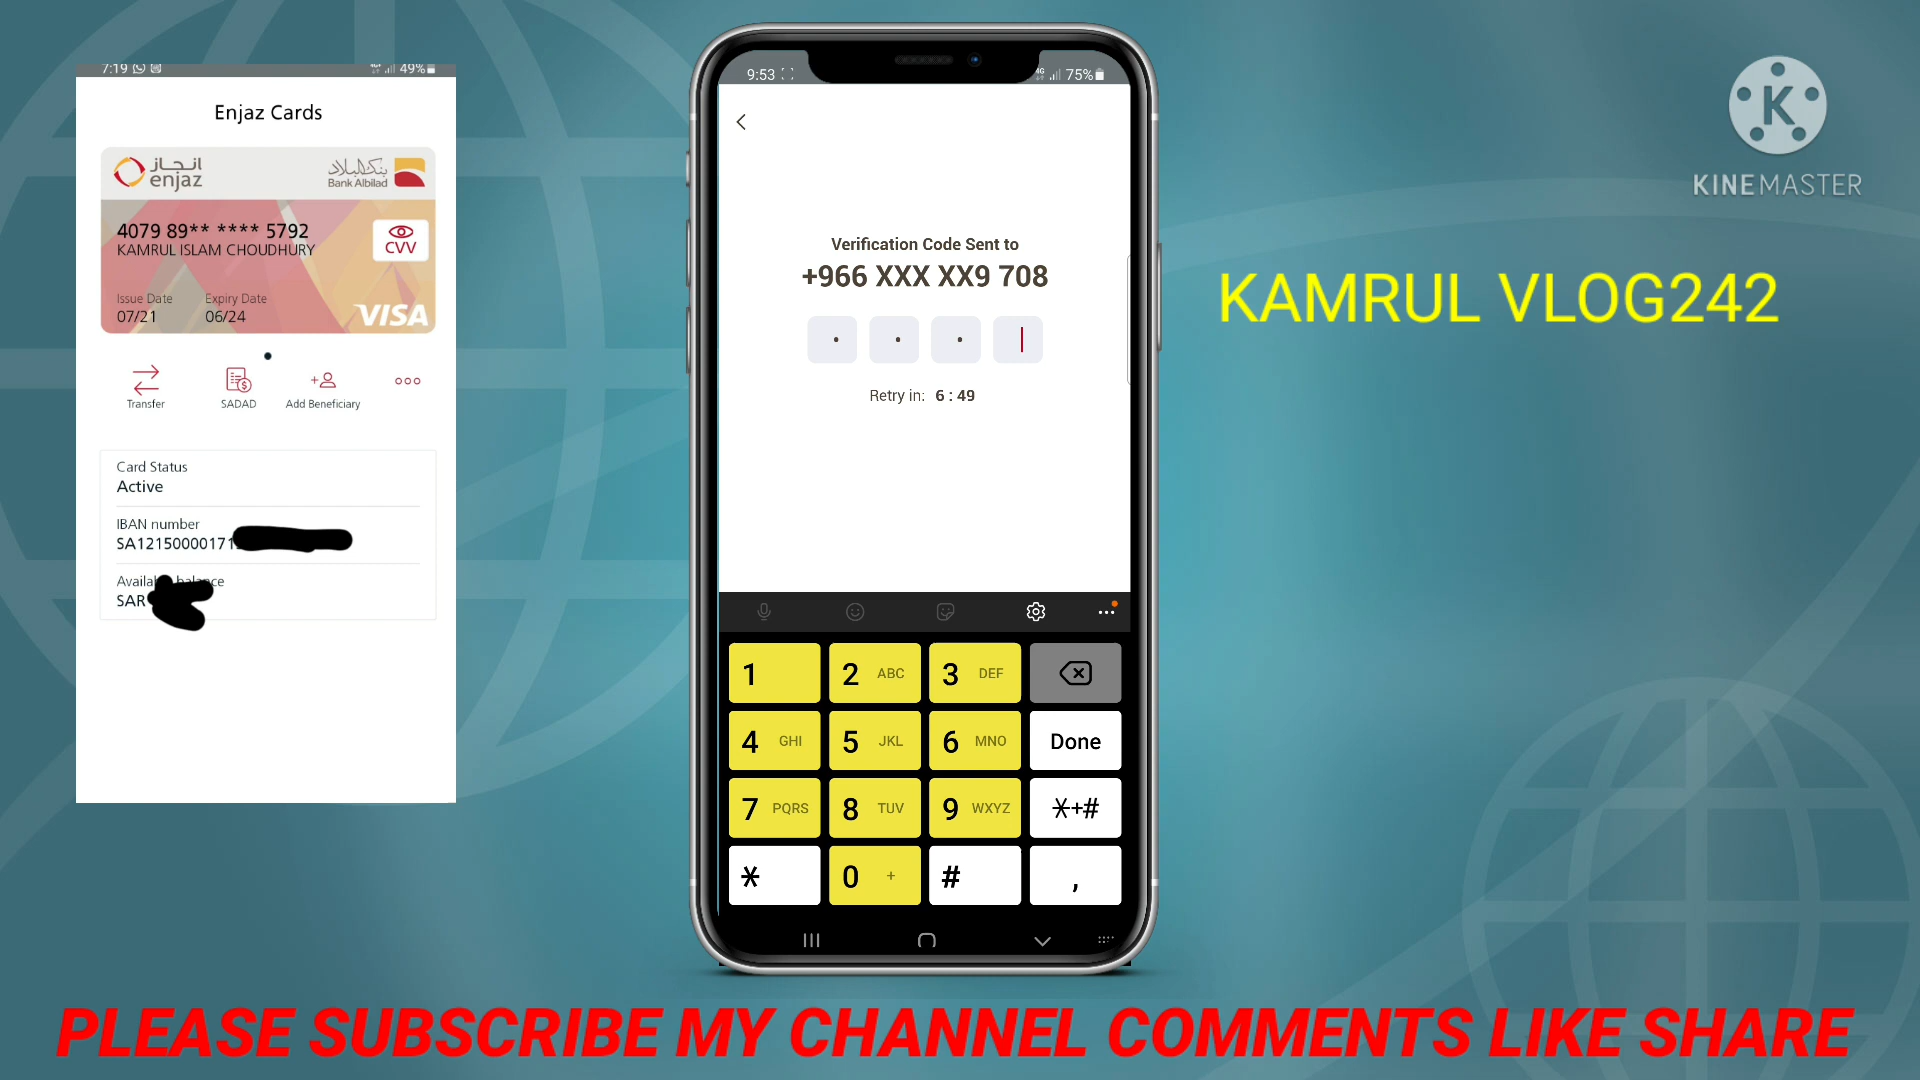 7:19
49%
Enjaz Cards
انجاز
enjaz
بنك البلاد
Bank Albilad
4079 89** **** 5792
KAMRUL ISLAM CHOUDHURY
CVV
Issue Date
Expiry Date
07/21
06/24
VISA
Transfer
SADAD
Add Beneficiary
Card Status
Active
IBAN number
SA1215000017
balance
SAR
9:53
4G
75%
Verification Code Sent to
+966 XXX XX9 708
Retry in: 6 : 49
1
2 ABC
3 DEF
4 GHI
5 JKL
6 MNO
Done
7 PQRS
8 TUV
9 WXYZ
*+#
*
0 +
#
,
K
KINEMASTER
KAMRUL VLOG242
PLEASE SUBSCRIBE MY CHANNEL COMMENTS LIKE SHARE